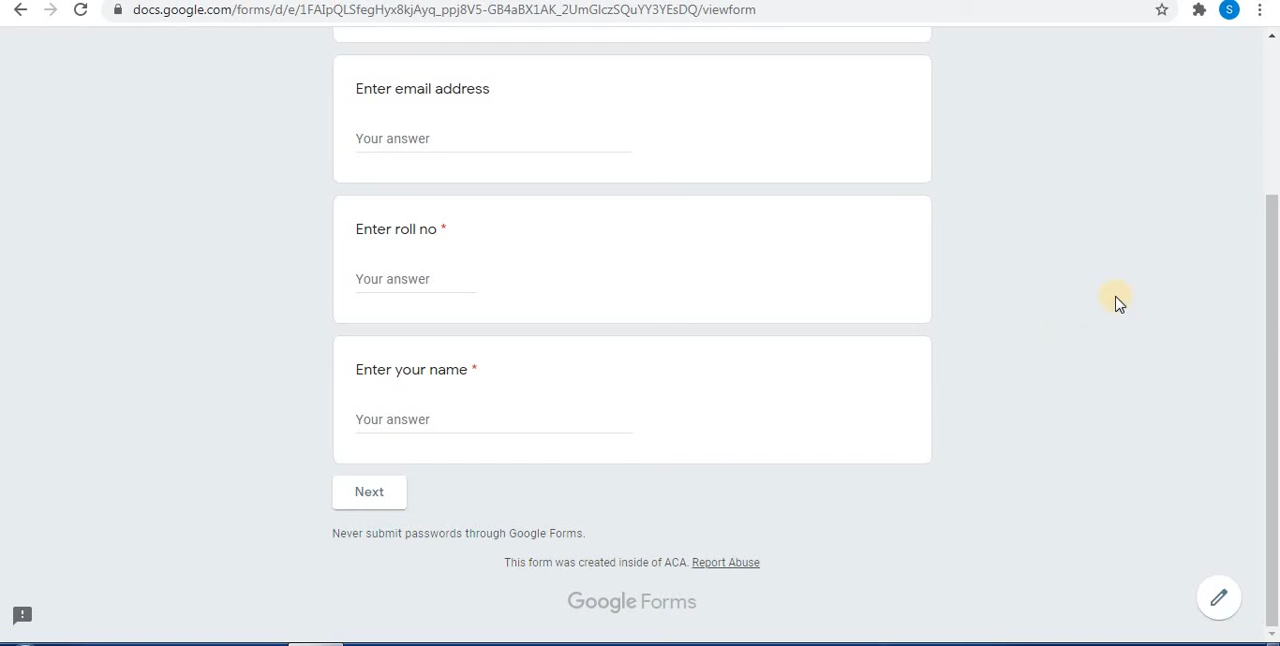 docs.google.com/forms/d/e/1FAIpQLSfegHyx8kjAyq_ppj8V5-GB4aBX1AK_2UmGIczSQuYY3YEsDQ/viewform
S
Enter email address
Your answer
Enter roll no *
Your answer
Enter your name *
Your answer
Next
Never submit passwords through Google Forms.
This form was created inside of ACA. Report Abuse
Google Forms